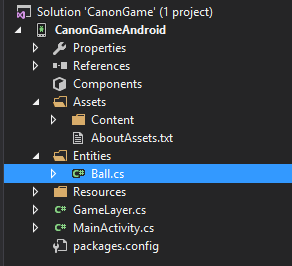 Solution 'CanonGame' (1 project)
CanonGameAndroid
Properties
References
Components
Assets
Content
AboutAssets.txt
Entities
C# Ball.cs
Resources
C# GameLayer.cs
C# MainActivity.cs
packages.config